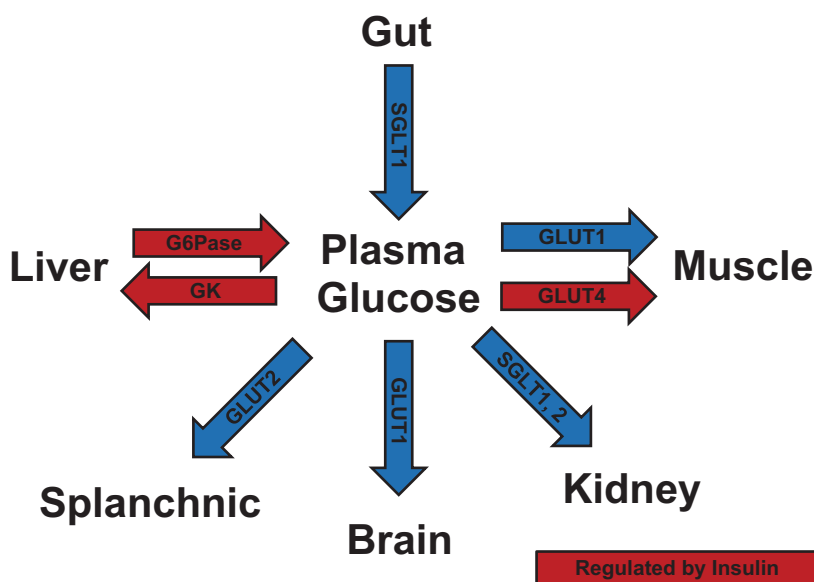 Gut
SGLT1
G6Pase
GLUT1
Liver
Plasma
Glucose
Muscle
GK
GLUT4
GLUT2
GLUT1
SGLT1, 2
Splanchnic
Brain
Kidney
Regulated by Insulin